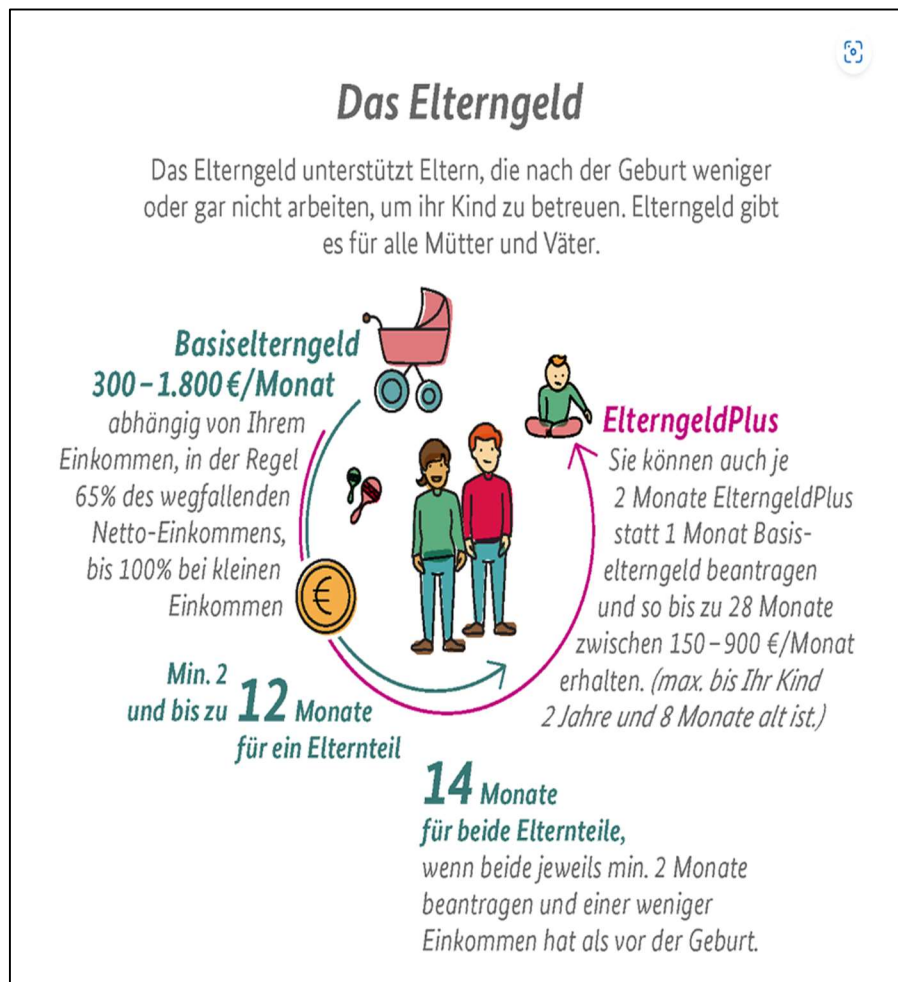 Das Elterngeld
Das Elterngeld unterstützt Eltern, die nach der Geburt weniger
oder gar nicht arbeiten, um ihr Kind zu betreuen. Elterngeld gibt
es für alle Mütter und Väter.
Basiselterngeld
300–1.800 €/Monat
abhängig von Ihrem
Einkommen, in der Regel
65% des wegfallenden
Netto-Einkommens,
bis 100% bei kleinen
Einkommen
€
Min. 2
und bis zu 12 Monate
für ein Elternteil
ElterngeldPlus
Sie können auch je
2 Monate ElterngeldPlus
statt 1 Monat Basis-
elterngeld beantragen
und so bis zu 28 Monate
zwischen 150–900 €/Monat
erhalten. (max. bis Ihr Kind
2 Jahre und 8 Monate alt ist.)
14 Monate
für beide Elternteile,
wenn beide jeweils min. 2 Monate
beantragen und einer weniger
Einkommen hat als vor der Geburt.